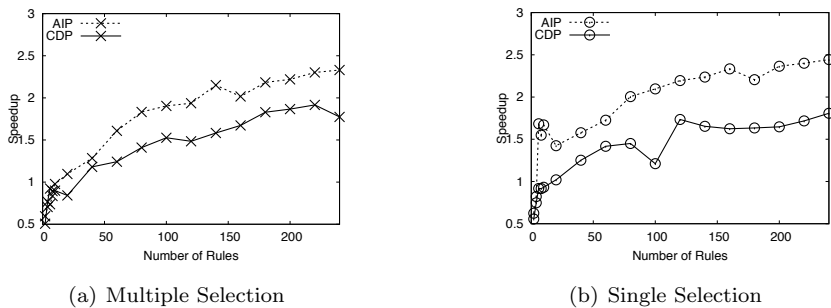 AIP
CDP
3
2.5
2
1.5
1
0.5
Speedup
0 50 100 150 200
Number of Rules
(a) Multiple Selection
AIP
CDP
3
2.5
2
1.5
1
0.5
Speedup
0 50 100 150 200
Number of Rules
(b) Single Selection